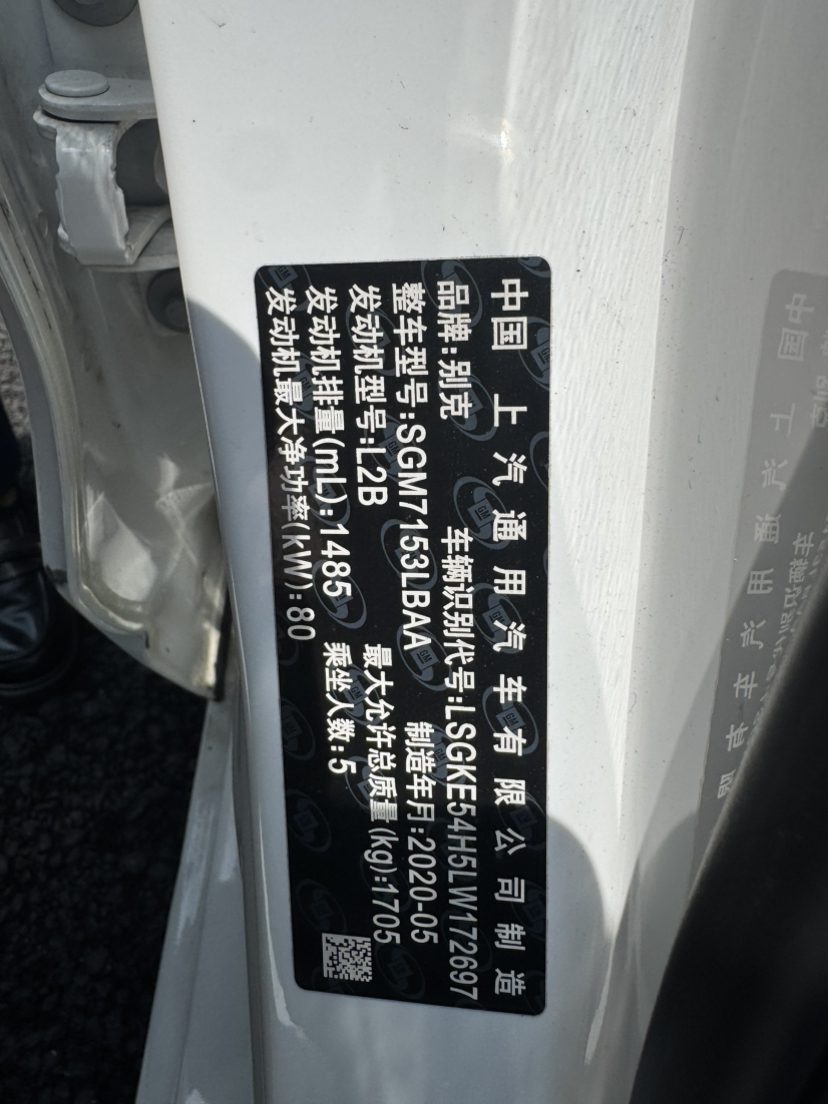 中国 上汽通用汽车有限公司制造
品牌:别克 车辆识别代号:LSGKE54H5LW172697
整车型号:SGM7153LBAA 制造年月:2020-05
发动机型号:L2B 最大允许总质量(kg):1705
发动机排量(mL):1485 乘坐人数:5
发动机最大净功率(kW):80